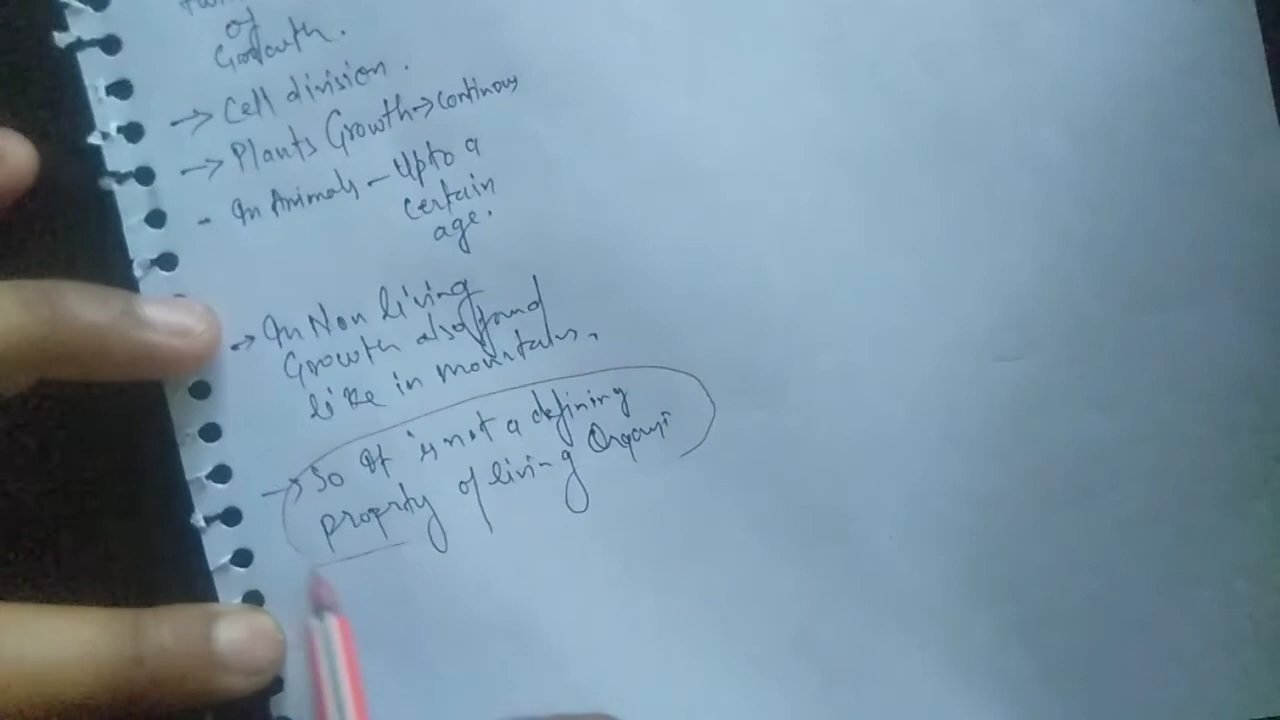 of
Growth.
→ Cell division.
→ Plants Growth → continous
- In Animals - Upto a
certain
age.
→ In Non living
Growth also found
like in mountains.
→ So It is not a defining
property of living Organi